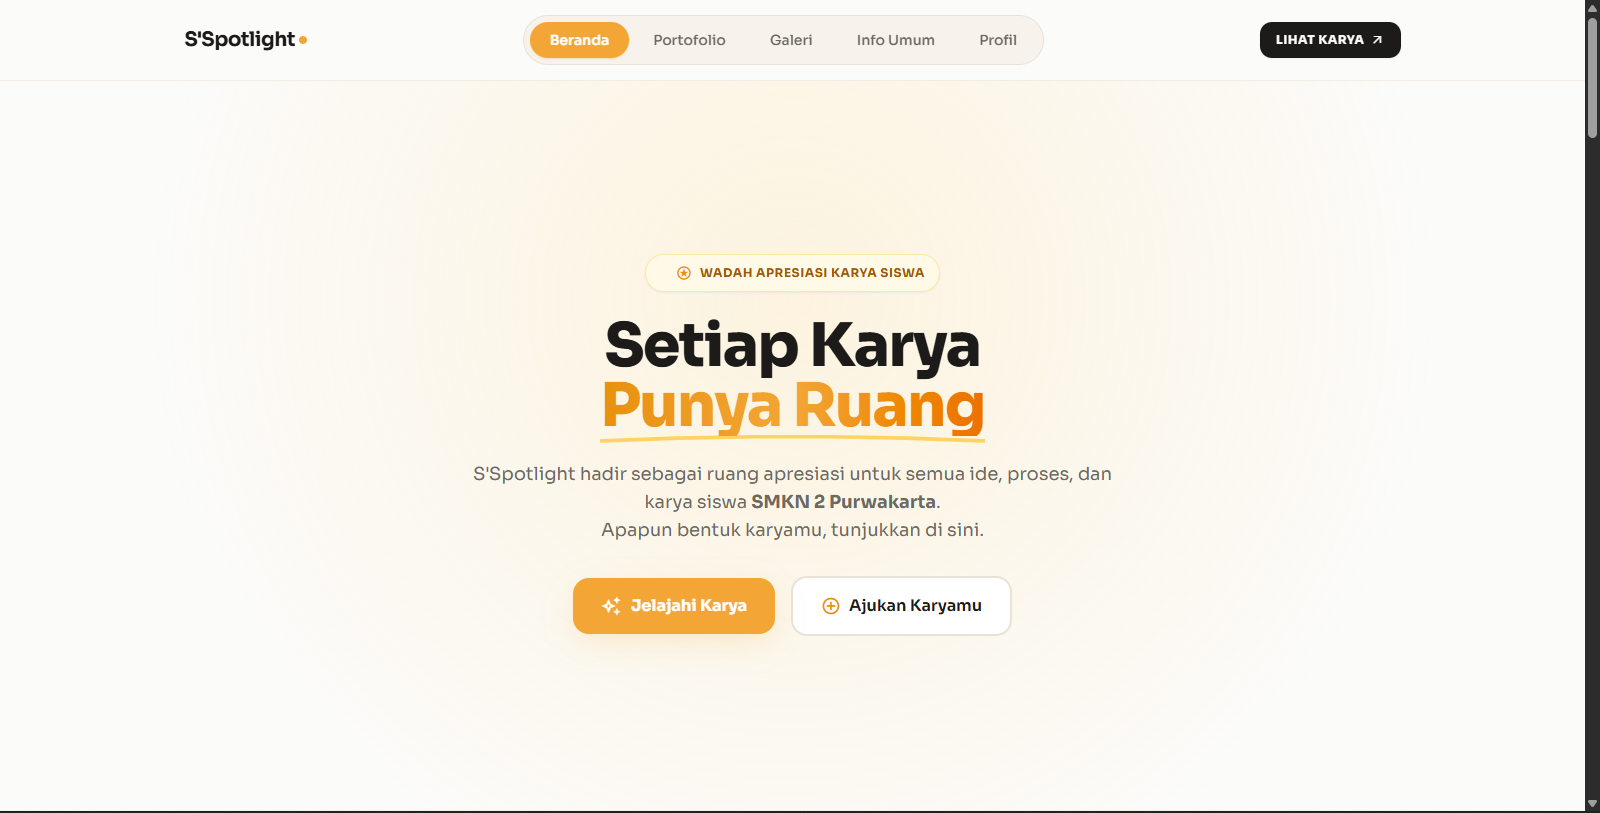 S'Spotlight
Beranda
Portofolio
Galeri
Info Umum
Profil
LIHAT KARYA
WADAH APRESIASI KARYA SISWA
Setiap Karya
Punya Ruang
S'Spotlight hadir sebagai ruang apresiasi untuk semua ide, proses, dan
karya siswa SMKN 2 Purwakarta.
Apapun bentuk karyamu, tunjukkan di sini.
Jelajahi Karya
Ajukan Karyamu